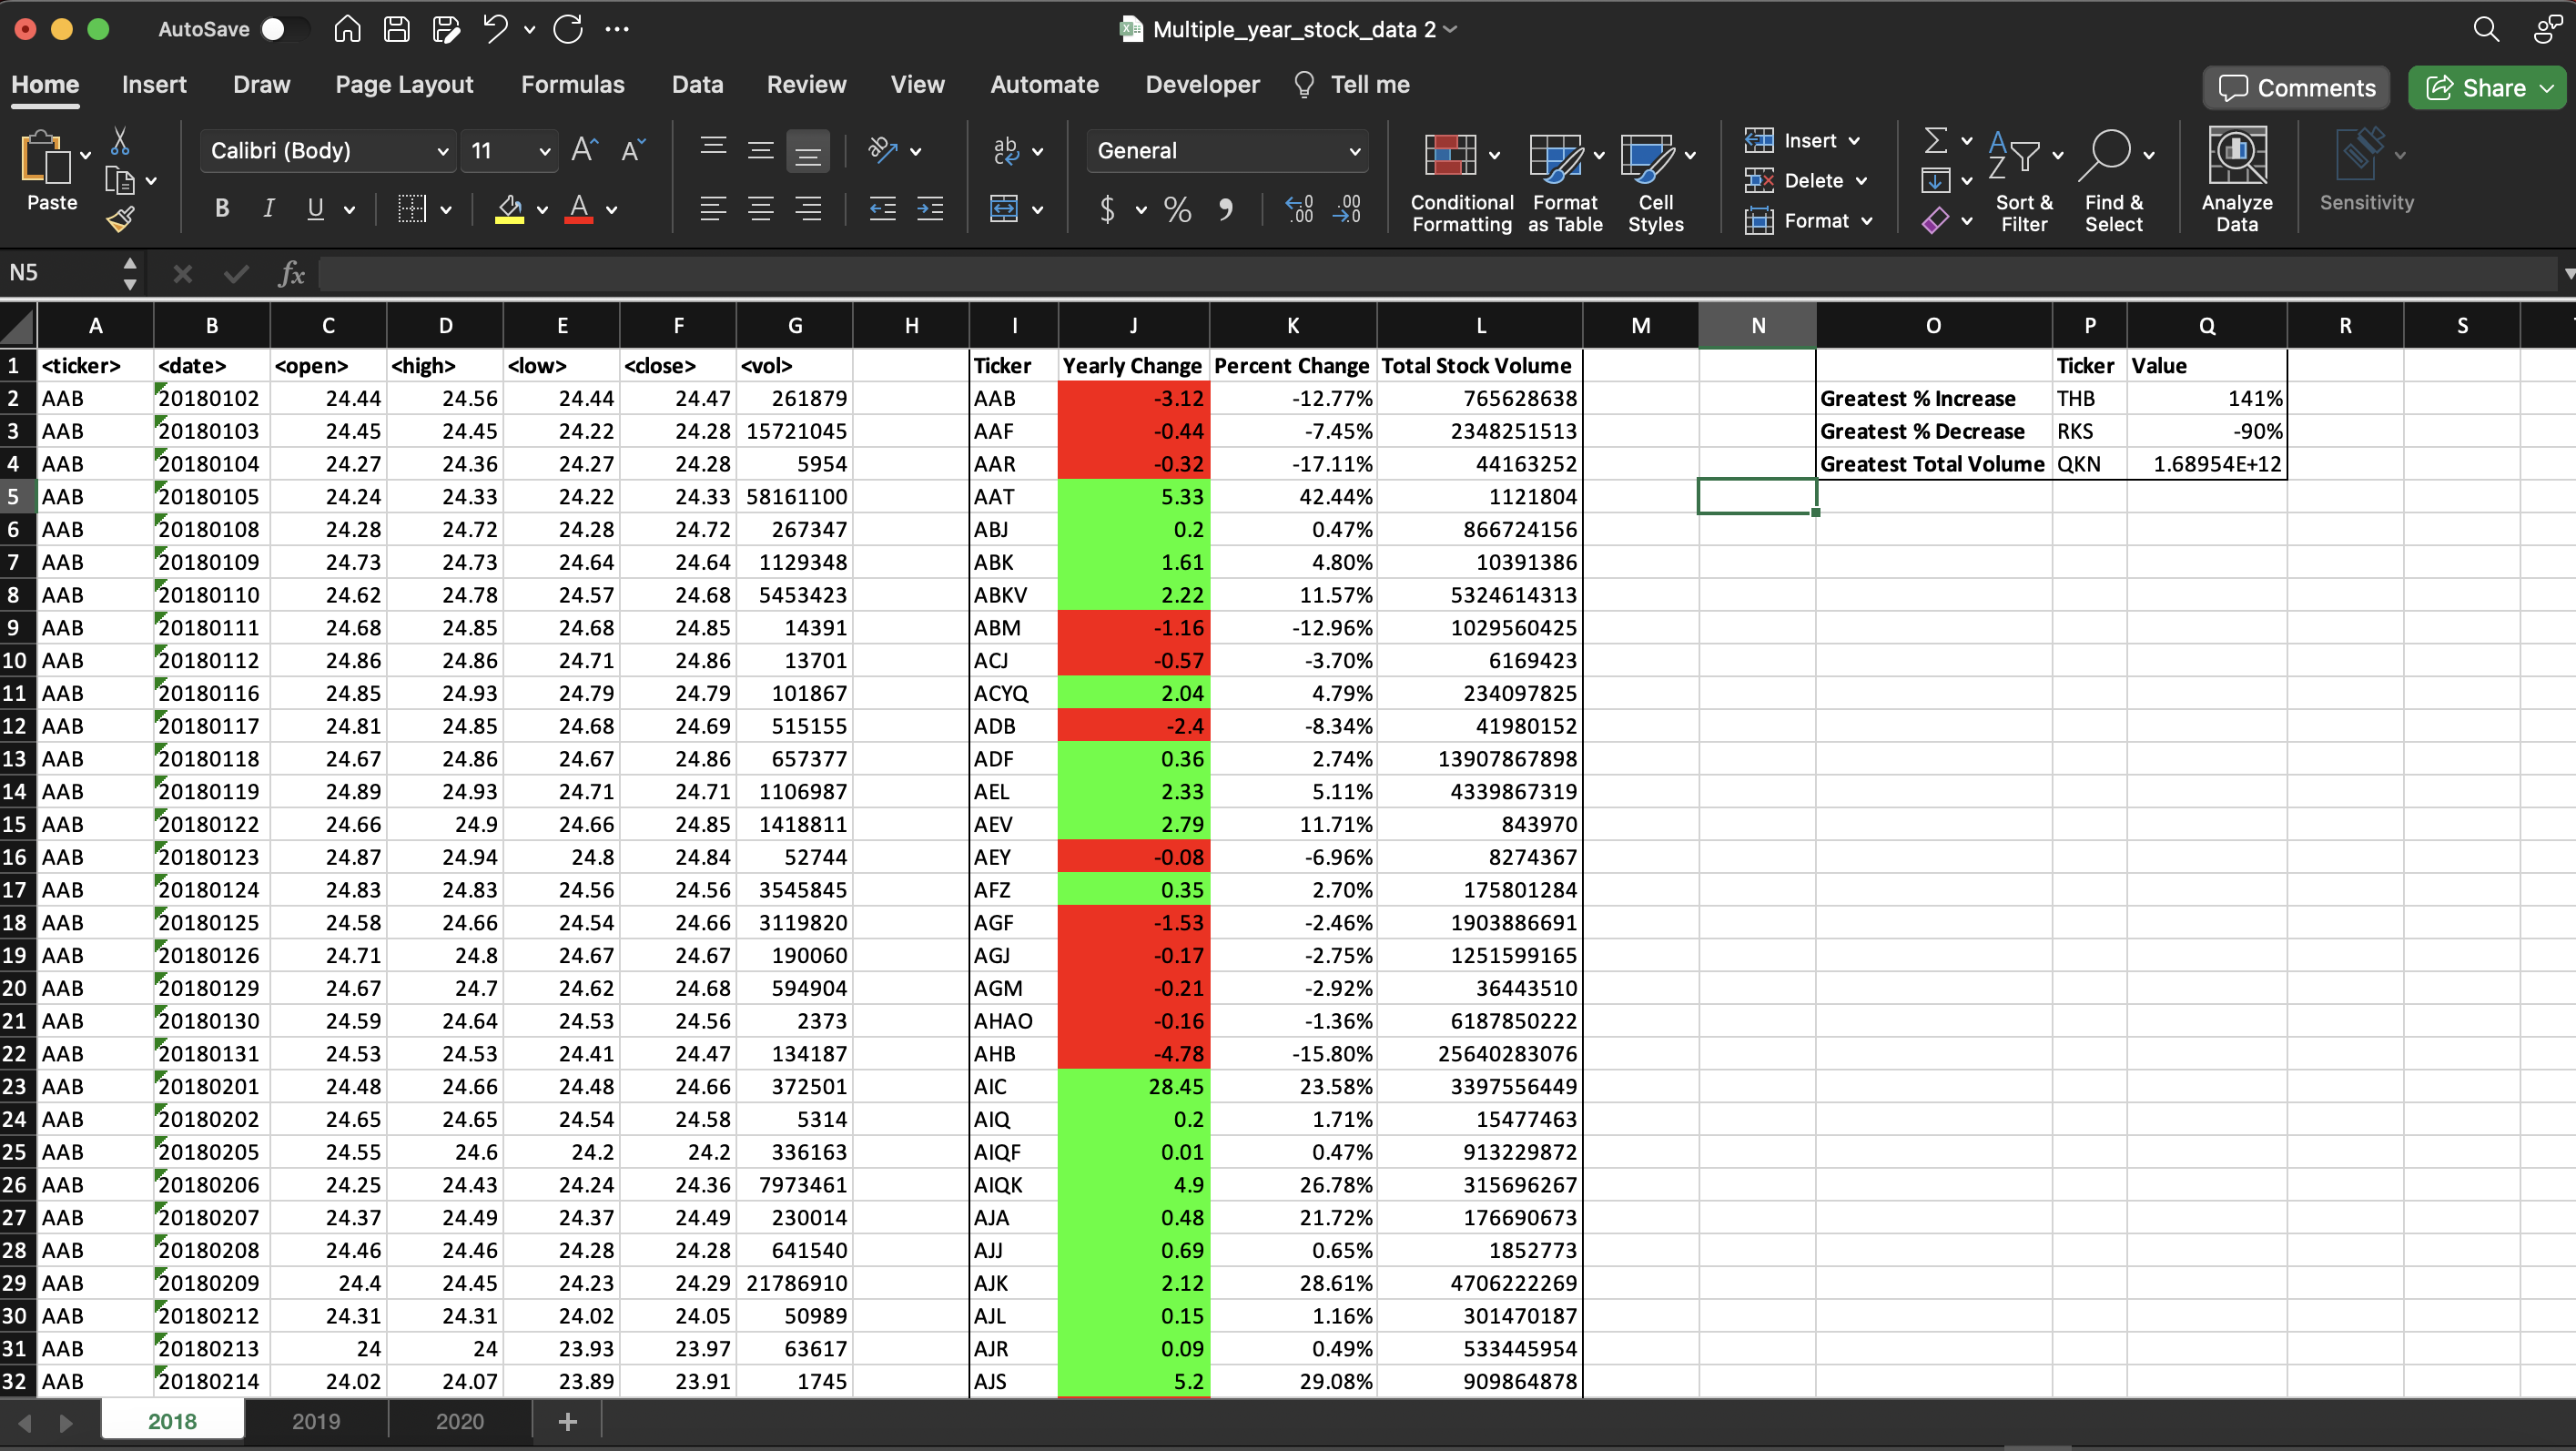 AutoSave
Multiple_year_stock_data 2
Home Insert Draw Page Layout Formulas Data Review View Automate Developer Tell me Comments Share
Paste
Calibri (Body) 11
B I U A
ab
General
$ % 9 .00 .00
Conditional Formatting
Format as Table
Cell Styles
Insert
Delete
Format
Sort & Filter
Find & Select
Analyze Data
Sensitivity
N5 fx
A B C D E F G H I J K L M N O P Q R S
1 <ticker> <date> <open> <high> <low> <close> <vol> Ticker Yearly Change Percent Change Total Stock Volume Ticker Value
2 AAB 20180102 24.44 24.56 24.44 24.47 261879 AAB -3.12 -12.77% 765628638 Greatest % Increase THB 141%
3 AAB 20180103 24.45 24.45 24.22 24.28 15721045 AAF -0.44 -7.45% 2348251513 Greatest % Decrease RKS -90%
4 AAB 20180104 24.27 24.36 24.27 24.28 5954 AAR -0.32 -17.11% 44163252 Greatest Total Volume QKN 1.68954E+12
5 AAB 20180105 24.24 24.33 24.22 24.33 58161100 AAT 5.33 42.44% 1121804
6 AAB 20180108 24.28 24.72 24.28 24.72 267347 ABJ 0.2 0.47% 866724156
7 AAB 20180109 24.73 24.73 24.64 24.64 1129348 ABK 1.61 4.80% 10391386
8 AAB 20180110 24.62 24.78 24.57 24.68 5453423 ABKV 2.22 11.57% 5324614313
9 AAB 20180111 24.68 24.85 24.68 24.85 14391 ABM -1.16 -12.96% 1029560425
10 AAB 20180112 24.86 24.86 24.71 24.86 13701 ACJ -0.57 -3.70% 6169423
11 AAB 20180116 24.85 24.93 24.79 24.79 101867 ACYQ 2.04 4.79% 234097825
12 AAB 20180117 24.81 24.85 24.68 24.69 515155 ADB -2.4 -8.34% 41980152
13 AAB 20180118 24.67 24.86 24.67 24.86 657377 ADF 0.36 2.74% 13907867898
14 AAB 20180119 24.89 24.93 24.71 24.71 1106987 AEL 2.33 5.11% 4339867319
15 AAB 20180122 24.66 24.9 24.66 24.85 1418811 AEV 2.79 11.71% 843970
16 AAB 20180123 24.87 24.94 24.8 24.84 52744 AEY -0.08 -6.96% 8274367
17 AAB 20180124 24.83 24.83 24.56 24.56 3545845 AFZ 0.35 2.70% 175801284
18 AAB 20180125 24.58 24.66 24.54 24.66 3119820 AGF -1.53 -2.46% 1903886691
19 AAB 20180126 24.71 24.8 24.67 24.67 190060 AGJ -0.17 -2.75% 1251599165
20 AAB 20180129 24.67 24.7 24.62 24.68 594904 AGM -0.21 -2.92% 36443510
21 AAB 20180130 24.59 24.64 24.53 24.56 2373 AHAO -0.16 -1.36% 6187850222
22 AAB 20180131 24.53 24.53 24.41 24.47 134187 AHB -4.78 -15.80% 25640283076
23 AAB 20180201 24.48 24.66 24.48 24.66 372501 AIC 28.45 23.58% 3397556449
24 AAB 20180202 24.65 24.65 24.54 24.58 5314 AIQ 0.2 1.71% 15477463
25 AAB 20180205 24.55 24.6 24.2 24.2 336163 AIQF 0.01 0.47% 913229872
26 AAB 20180206 24.25 24.43 24.24 24.36 7973461 AIQK 4.9 26.78% 315696267
27 AAB 20180207 24.37 24.49 24.37 24.49 230014 AJA 0.48 21.72% 176690673
28 AAB 20180208 24.46 24.46 24.28 24.28 641540 AJJ 0.69 0.65% 1852773
29 AAB 20180209 24.4 24.45 24.23 24.29 21786910 AJK 2.12 28.61% 4706222269
30 AAB 20180212 24.31 24.31 24.02 24.05 50989 AJL 0.15 1.16% 301470187
31 AAB 20180213 24 24 23.93 23.97 63617 AJR 0.09 0.49% 533445954
32 AAB 20180214 24.02 24.07 23.89 23.91 1745 AJS 5.2 29.08% 909864878
2018 2019 2020 +